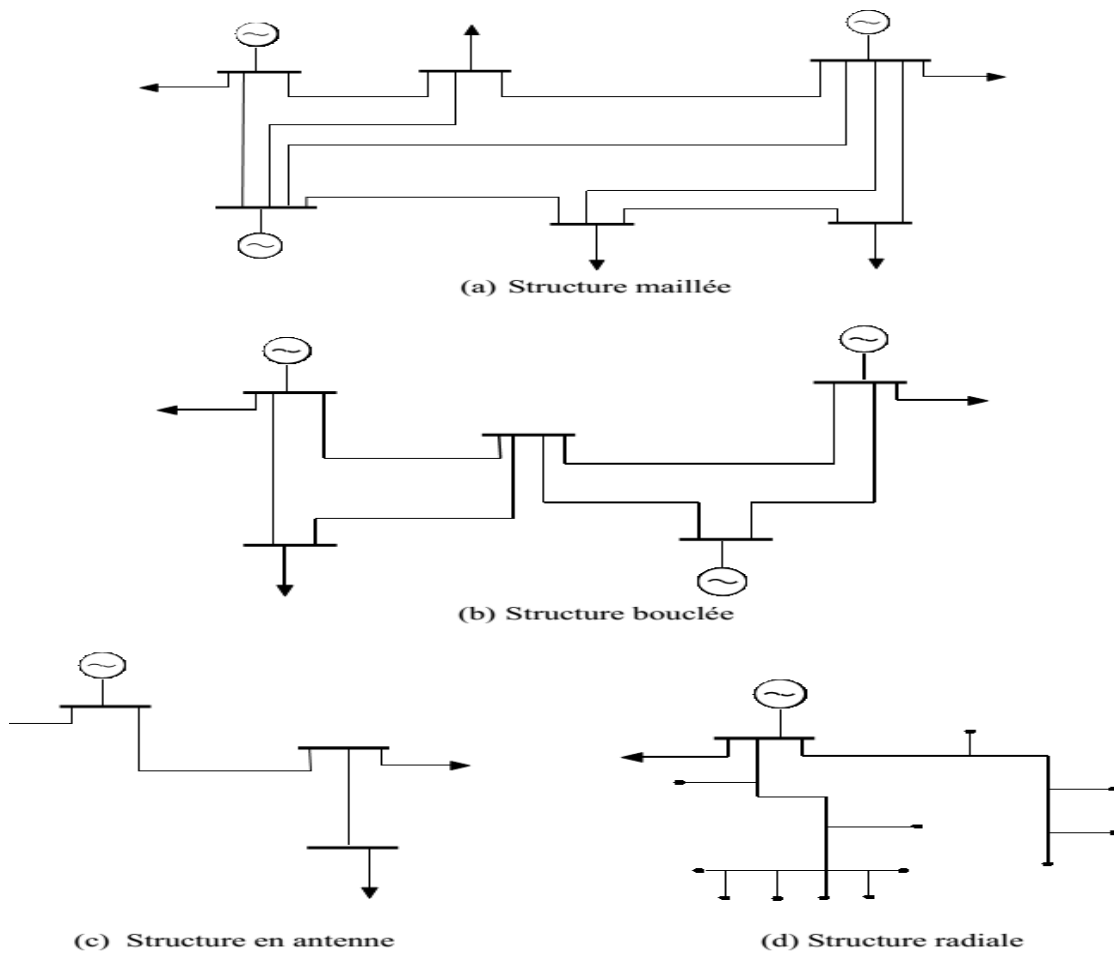 (a) Structure maillée
(b) Structure bouclée
(c) Structure en antenne
(d) Structure radiale